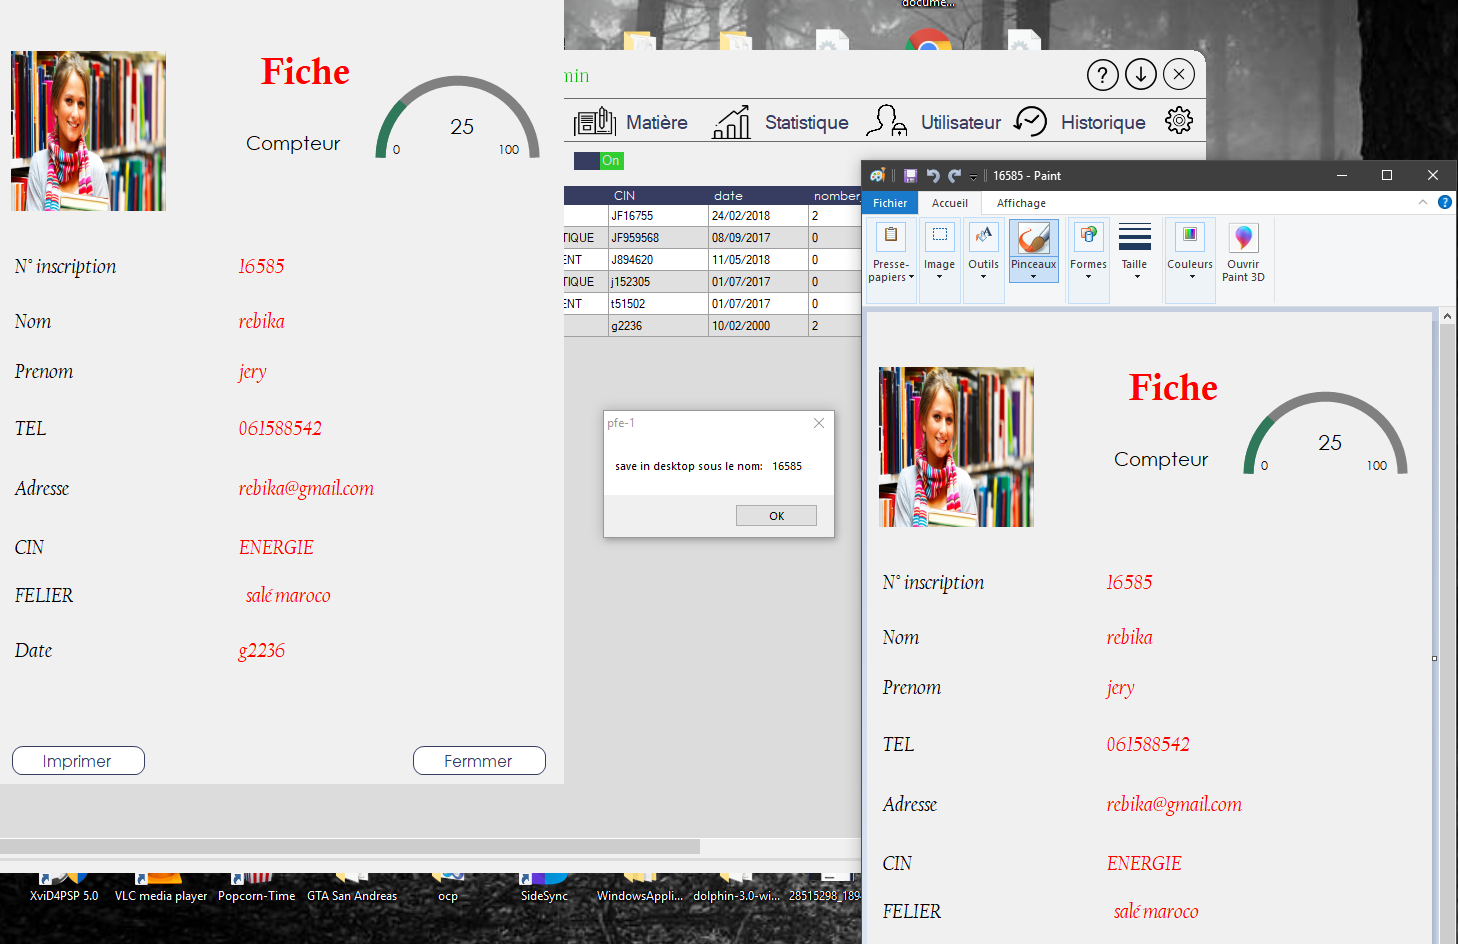 docume...
Fiche
Compteur
25
0
100
N° inscription
16585
Nom
rebika
Prenom
jery
TEL
061588542
Adresse
rebika@gmail.com
CIN
ENERGIE
FELIER
salé maroco
Date
g2236
Imprimer
Fermmer
min
?
Matière
Statistique
Utilisateur
Historique
On
CIN date nomber
JF16755 24/02/2018 2
TIQUE JF959568 08/09/2017 0
ENT J894620 11/05/2018 0
TIQUE j152305 01/07/2017 0
ENT t51502 01/07/2017 0
g2236 10/02/2000 2
pfe-1
save in desktop sous le nom: 16585
OK
16585 - Paint
Fichier
Accueil
Affichage
?
Presse-
papiers
Image
Outils
Pinceaux
Formes
Taille
Couleurs
Ouvrir
Paint 3D
Fiche
Compteur
25
0
100
N° inscription
16585
Nom
rebika
Prenom
jery
TEL
061588542
Adresse
rebika@gmail.com
CIN
ENERGIE
FELIER
salé maroco
XviD4PSP 5.0
VLC media player
Popcorn-Time
GTA San Andreas
ocp
SideSync
WindowsAppli...
dolphin-3.0-wi...
28515298_189